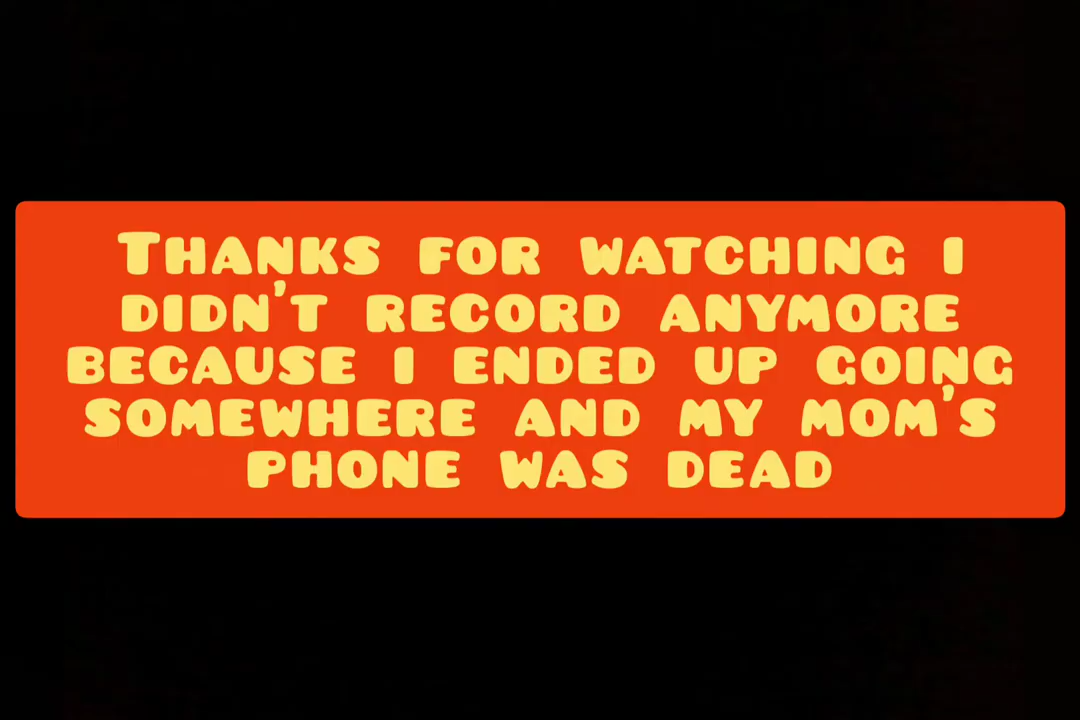 Thanks for watching i
didn't record anymore
because i ended up going
somewhere and my mom's
phone was dead